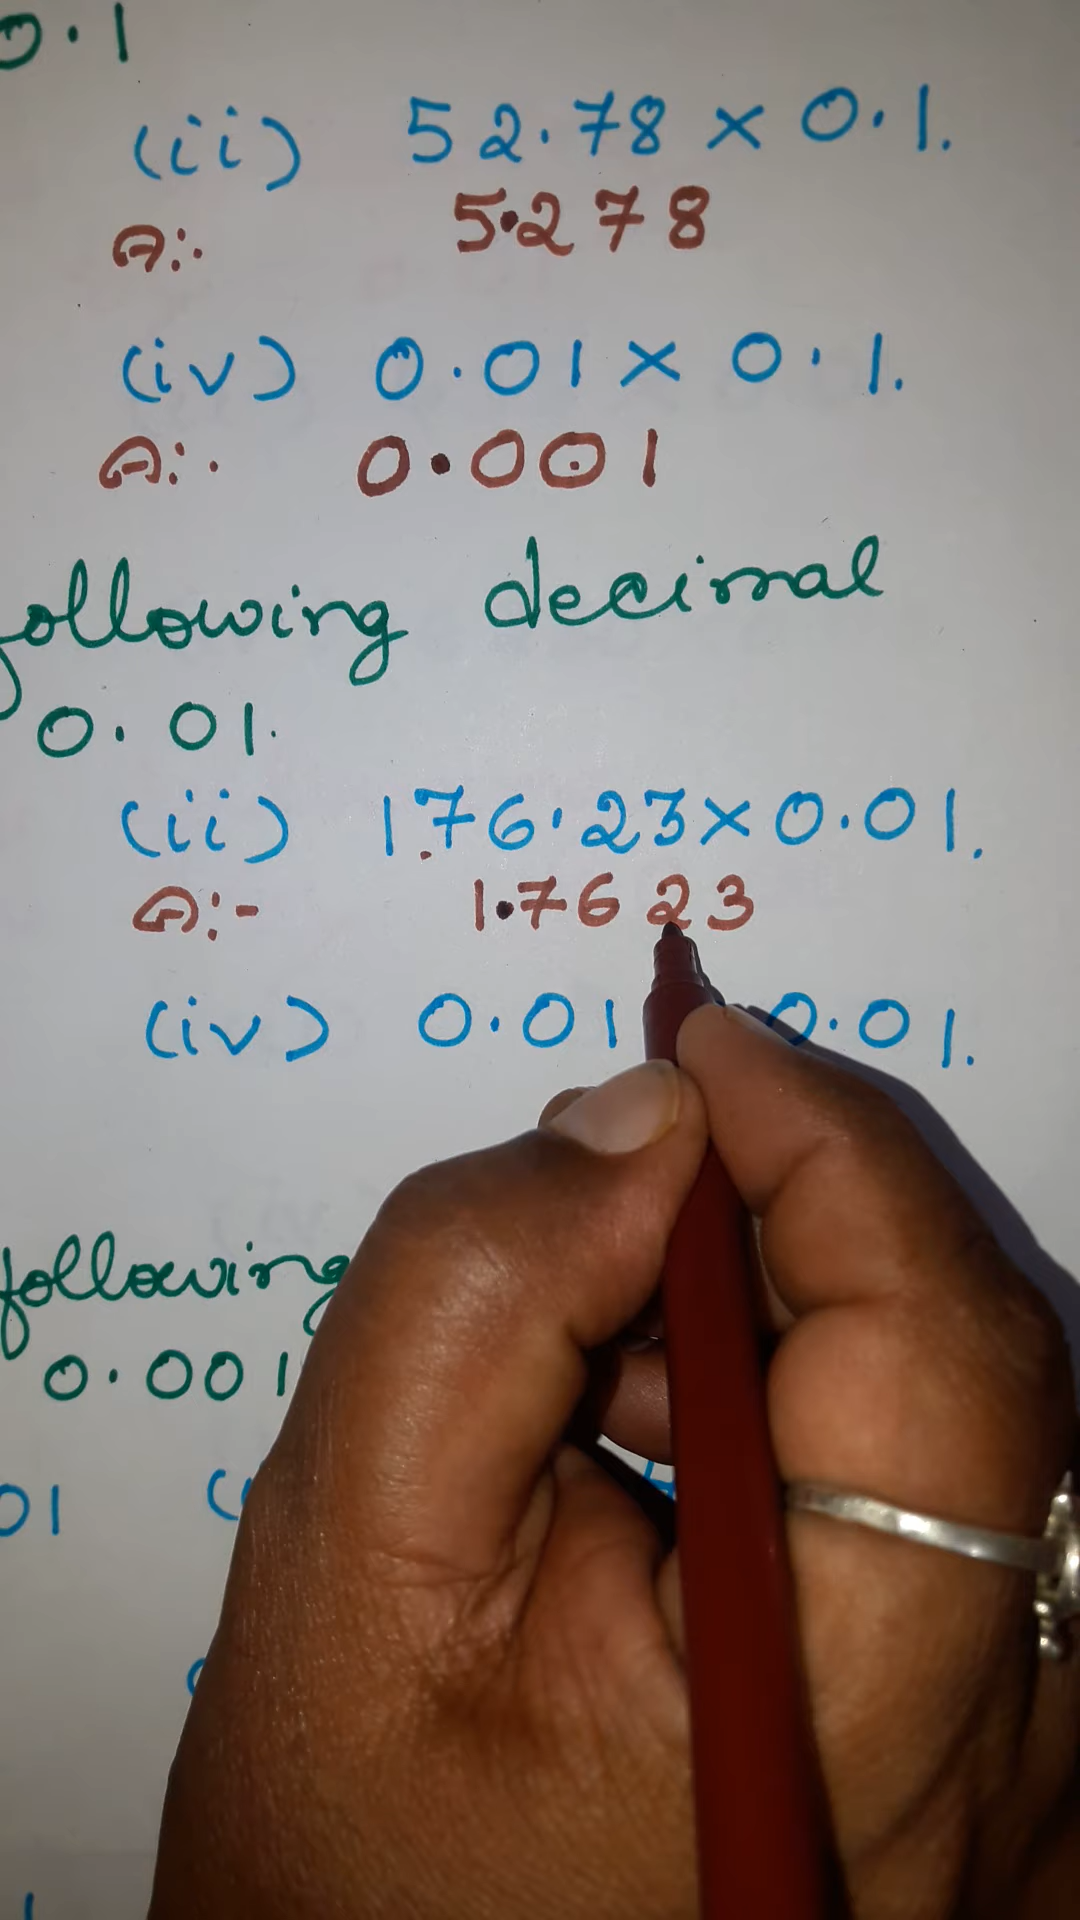 0.1
(ii) 52.78 × 0.1.
A:- 5.278
(iv) 0.01 × 0.1.
A:- 0.001
following decimal
0.01.
(ii) 176.23 × 0.01.
A:- 1.7623
(iv) 0.01 0.01.
following
0.001
01